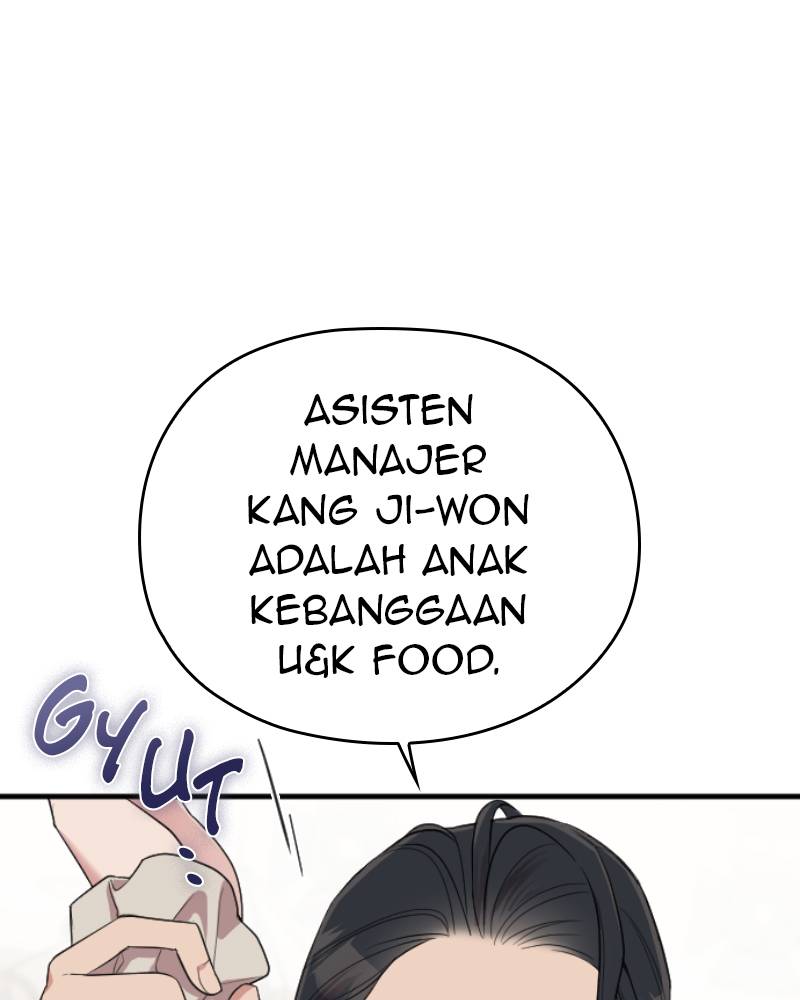 ASISTEN
MANAJER
KANG JI-WON
ADALAH ANAK
KEBANGGAAN
U&K FOOD.
GYUT